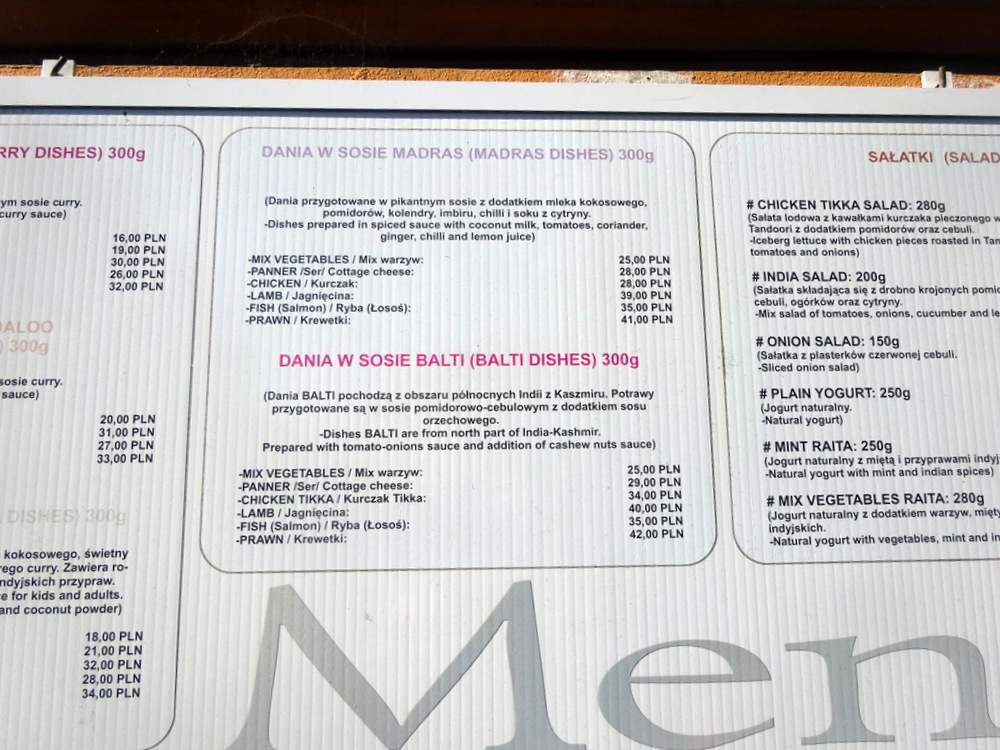 RRY DISHES) 300g
ym sosie curry.
curry sauce)
16,00 PLN
19,00 PLN
30,00 PLN
26,00 PLN
32,00 PLN
DALOO
) 300g
sosie curry.
sauce)
20,00 PLN
31,00 PLN
27,00 PLN
33,00 PLN
DISHES) 300g
kokosowego, świetny
rego curry. Zawiera ro-
ndyjskich przypraw.
e for kids and adults.
and coconut powder)
18,00 PLN
21,00 PLN
32,00 PLN
28,00 PLN
34,00 PLN
DANIA W SOSIE MADRAS (MADRAS DISHES) 300g
(Dania przygotowane w pikantnym sosie z dodatkiem mleka kokosowego,
pomidorów, kolendry, imbiru, chilli i soku z cytryny.
-Dishes prepared in spiced sauce with coconut milk, tomatoes, coriander,
ginger, chilli and lemon juice)
-MIX VEGETABLES / Mix warzyw: 25,00 PLN
-PANNER /Ser/ Cottage cheese: 28,00 PLN
-CHICKEN / Kurczak: 28,00 PLN
-LAMB / Jagnięcina: 39,00 PLN
-FISH (Salmon) / Ryba (Łosoś): 35,00 PLN
-PRAWN / Krewetki: 41,00 PLN
DANIA W SOSIE BALTI (BALTI DISHES) 300g
(Dania BALTI pochodzą z obszaru północnych Indii z Kaszmiru. Potrawy
przygotowane są w sosie pomidorowo-cebulowym z dodatkiem sosu
orzechowego.
-Dishes BALTI are from north part of India-Kashmir.
Prepared with tomato-onions sauce and addition of cashew nuts sauce)
-MIX VEGETABLES / Mix warzyw: 25,00 PLN
-PANNER /Ser/ Cottage cheese: 29,00 PLN
-CHICKEN TIKKA / Kurczak Tikka: 34,00 PLN
-LAMB / Jagnięcina: 40,00 PLN
-FISH (Salmon) / Ryba (Łosoś): 35,00 PLN
-PRAWN / Krewetki: 42,00 PLN
SAŁATKI (SALAD
# CHICKEN TIKKA SALAD: 280g
(Sałata lodowa z kawałkami kurczaka pieczonego w
Tandoori z dodatkiem pomidorów oraz cebuli.
-Iceberg lettuce with chicken pieces roasted in Tan
tomatoes and onions)
# INDIA SALAD: 200g
(Sałatka składająca się z drobno krojonych pomid
cebuli, ogórków oraz cytryny.
-Mix salad of tomatoes, onions, cucumber and le
# ONION SALAD: 150g
(Sałatka z plasterków czerwonej cebuli.
-Sliced onion salad)
# PLAIN YOGURT: 250g
(Jogurt naturalny.
-Natural yogurt)
# MINT RAITA: 250g
(Jogurt naturalny z miętą i przyprawami indyj
-Natural yogurt with mint and indian spices)
# MIX VEGETABLES RAITA: 280g
(Jogurt naturalny z dodatkiem warzyw, mięty
indyjskich.
-Natural yogurt with vegetables, mint and in
Men